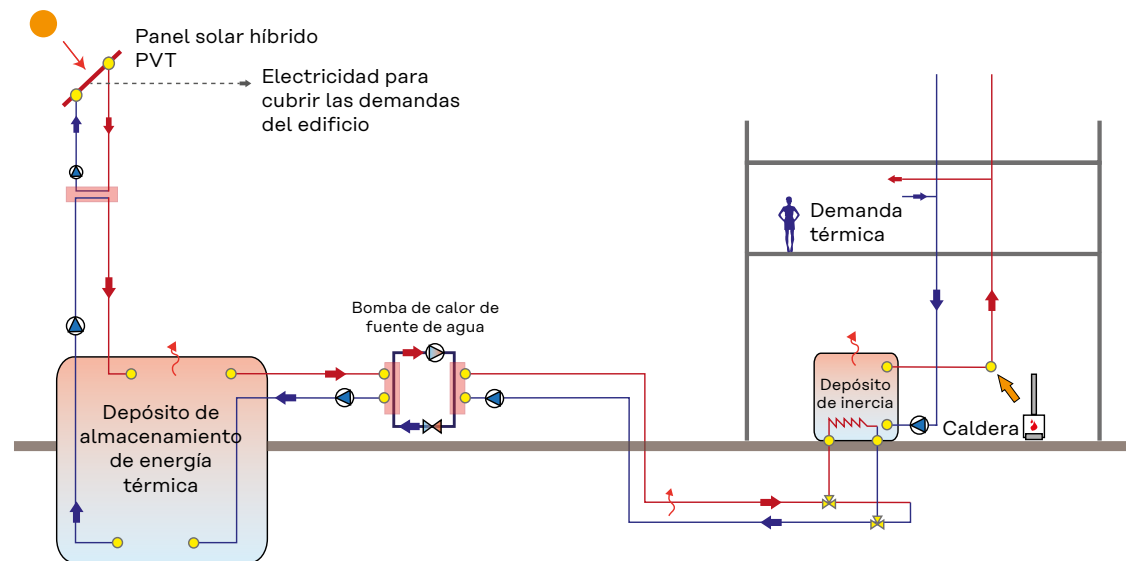 Panel solar híbrido
PVT
Electricidad para
cubrir las demandas
del edificio
Bomba de calor de
fuente de agua
Demanda
térmica
Depósito de
almacenamiento
de energía
térmica
Depósito
de inercia
Caldera